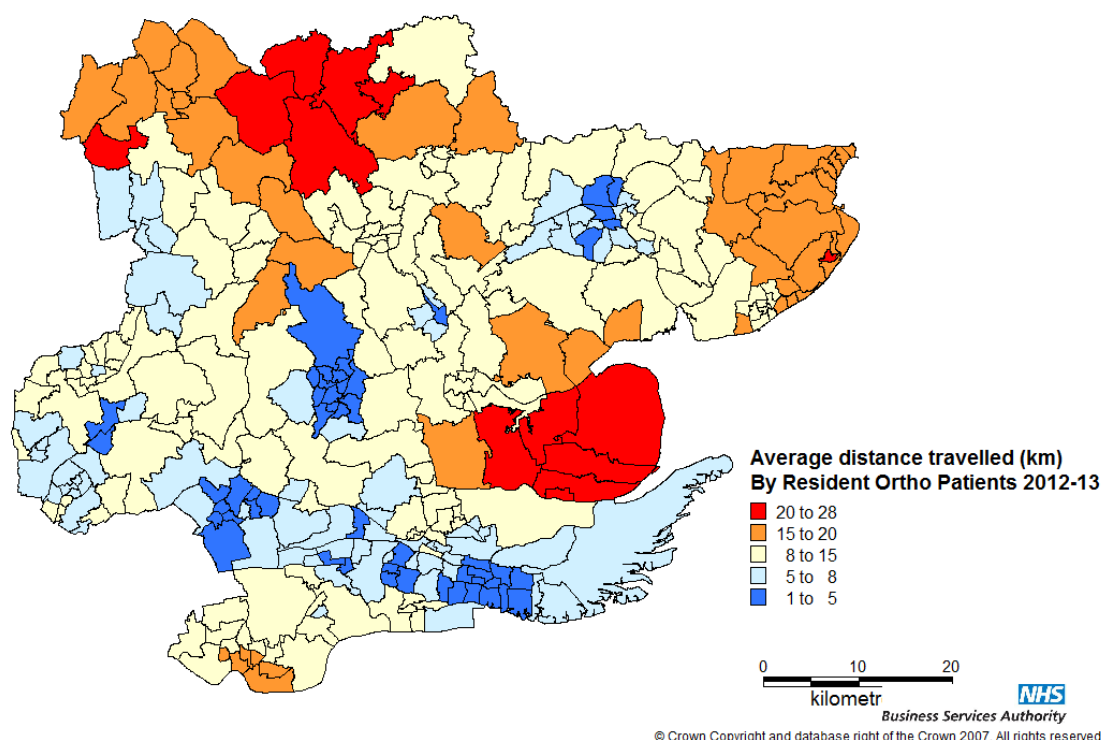 Average distance travelled (km)
By Resident Ortho Patients 2012-13
20 to 28
15 to 20
8 to 15
5 to 8
1 to 5
0 10 20
kilometr
NHS
Business Services Authority
© Crown Copyright and database right of the Crown 2007. All rights reserved